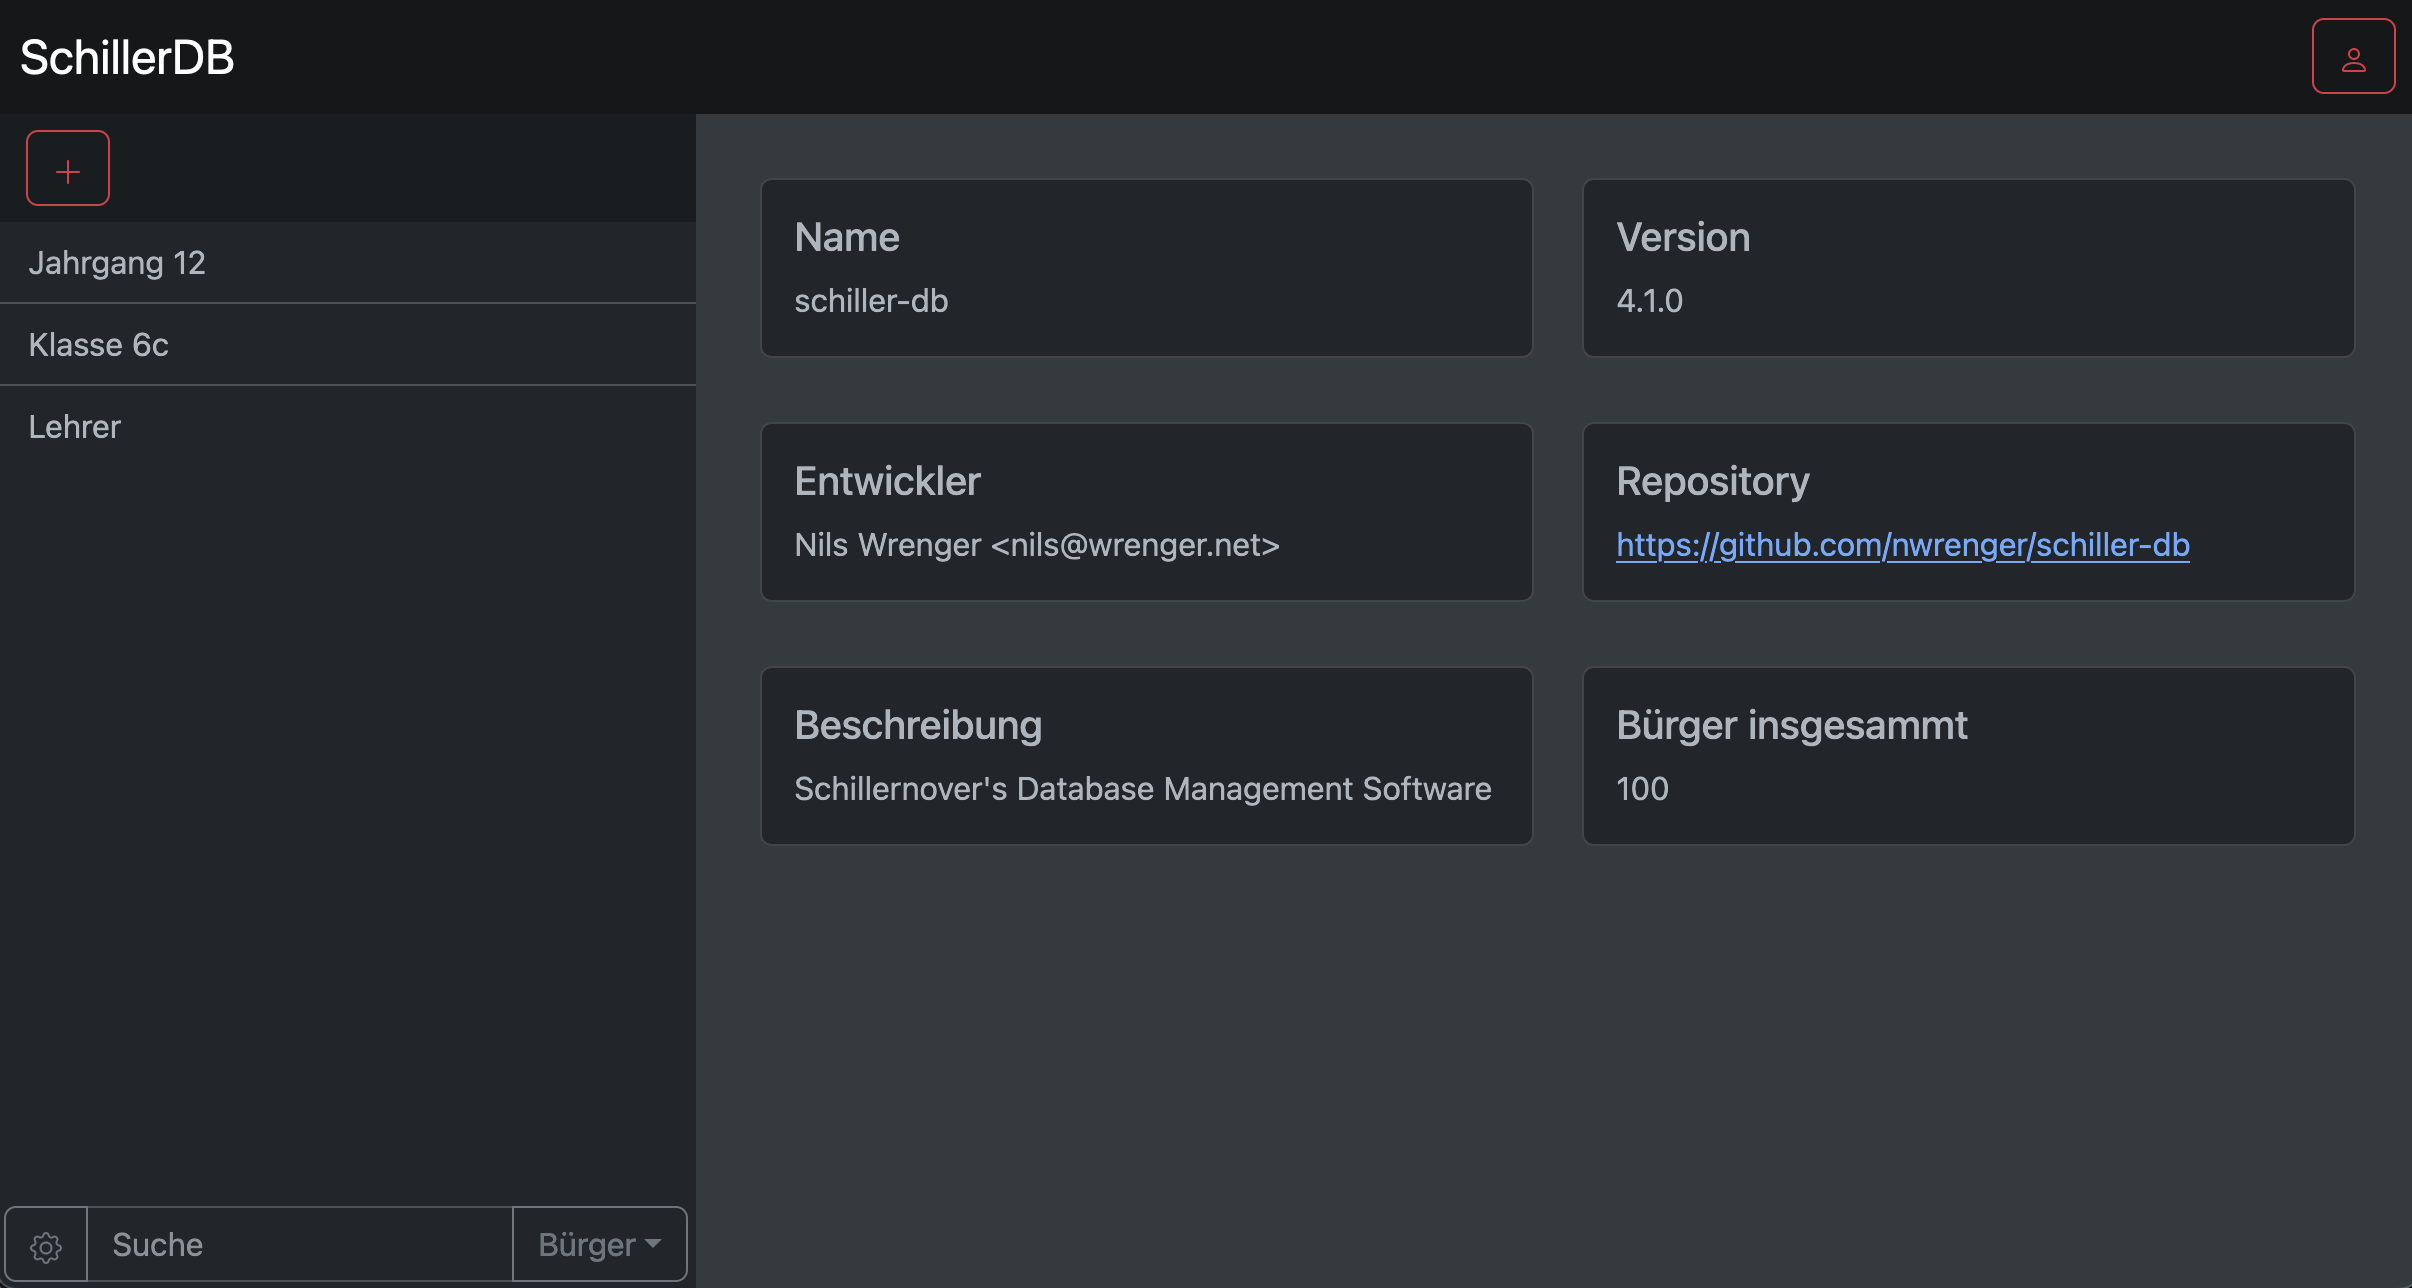 SchillerDB
Jahrgang 12
Klasse 6c
Lehrer
Suche
Bürger
Name
schiller-db
Version
4.1.0
Entwickler
Nils Wrenger <nils@wrenger.net>
Repository
https://github.com/nwrenger/schiller-db
Beschreibung
Schillernover's Database Management Software
Bürger insgesammt
100